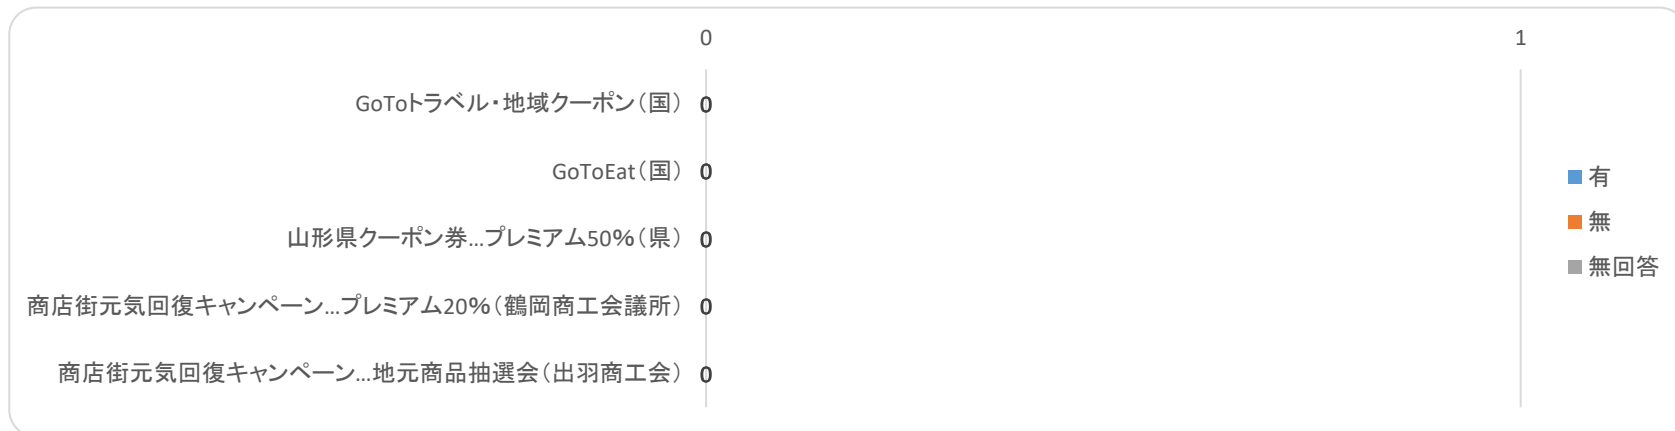 0 1
GoToトラベル・地域クーポン（国） 0
GoToEat（国） 0
山形県クーポン券…プレミアム50％（県） 0
商店街元気回復キャンペーン…プレミアム20％（鶴岡商工会議所） 0
商店街元気回復キャンペーン…地元商品抽選会（出羽商工会） 0
有
無
無回答